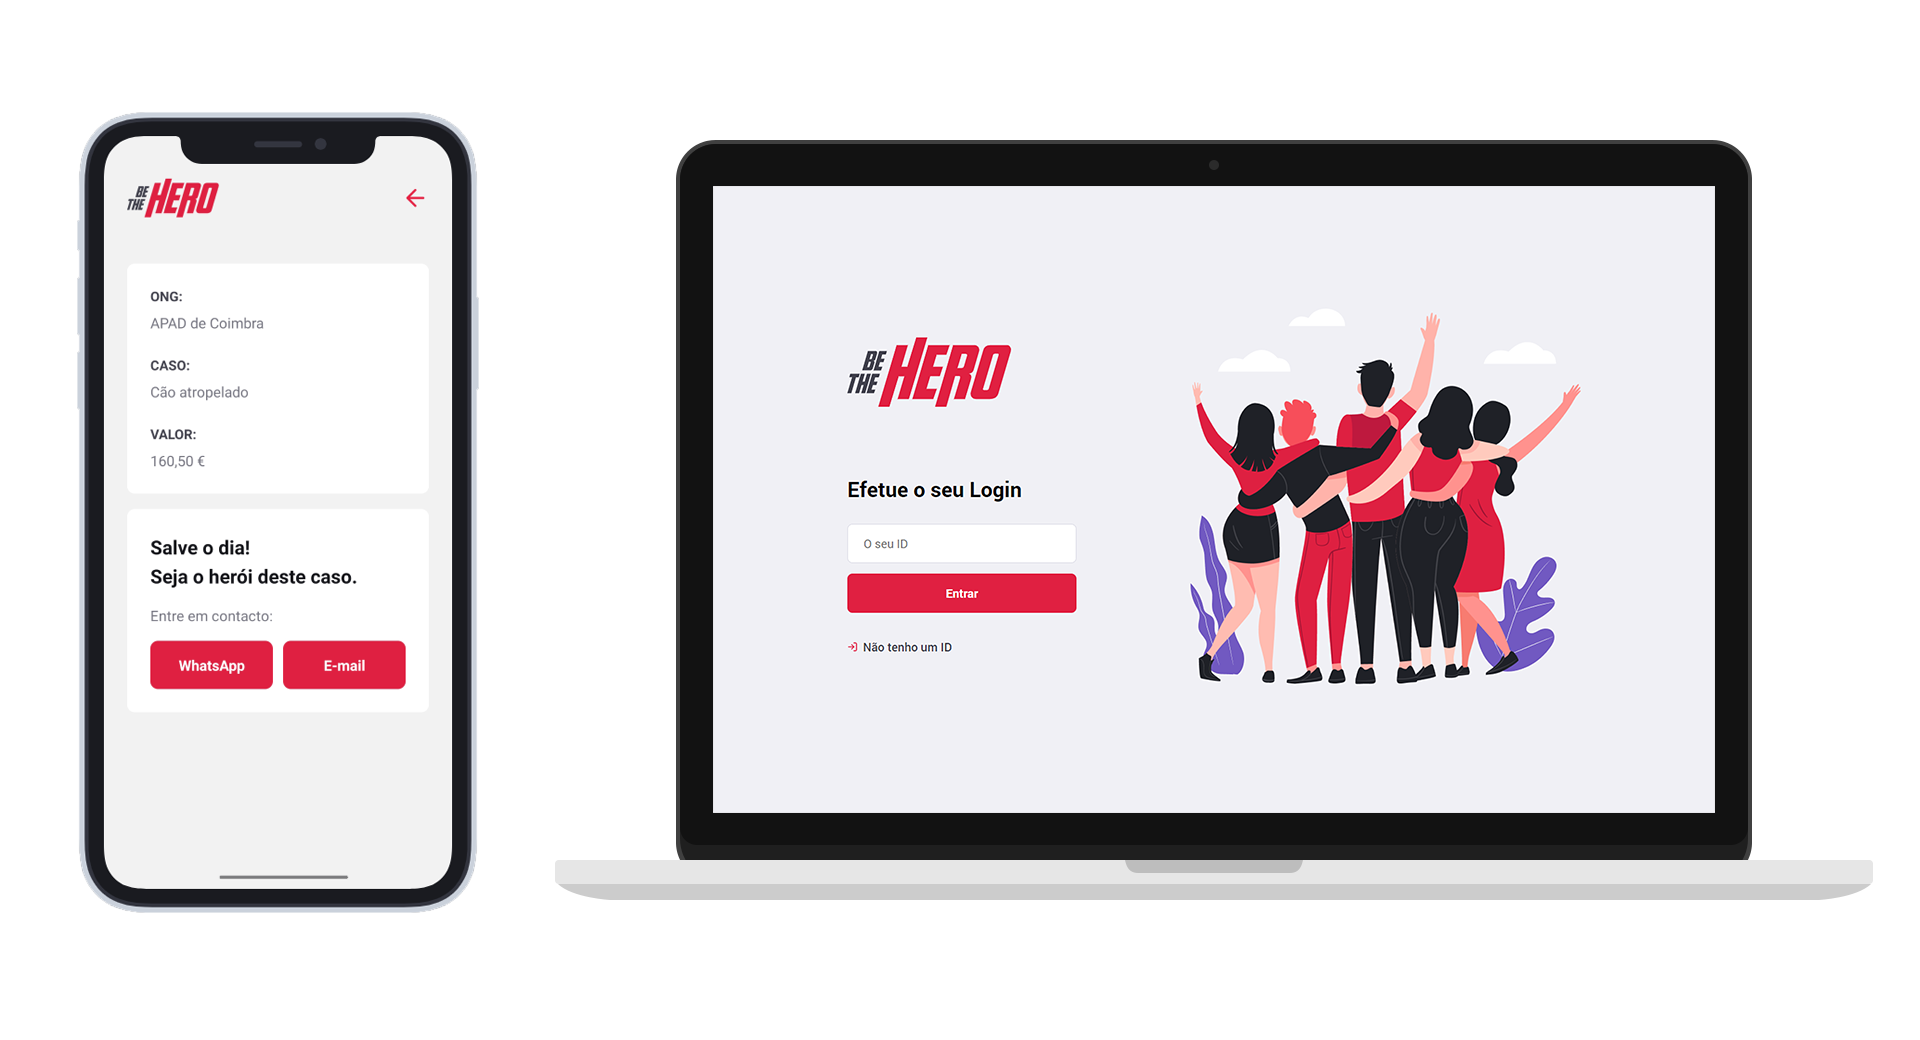 BE
THE HERO
ONG:
APAD de Coimbra
CASO:
Cão atropelado
VALOR:
160,50 €
Salve o dia!
Seja o herói deste caso.
Entre em contacto:
WhatsApp
E-mail
BE
THE HERO
Efetue o seu Login
O seu ID
Entrar
Não tenho um ID